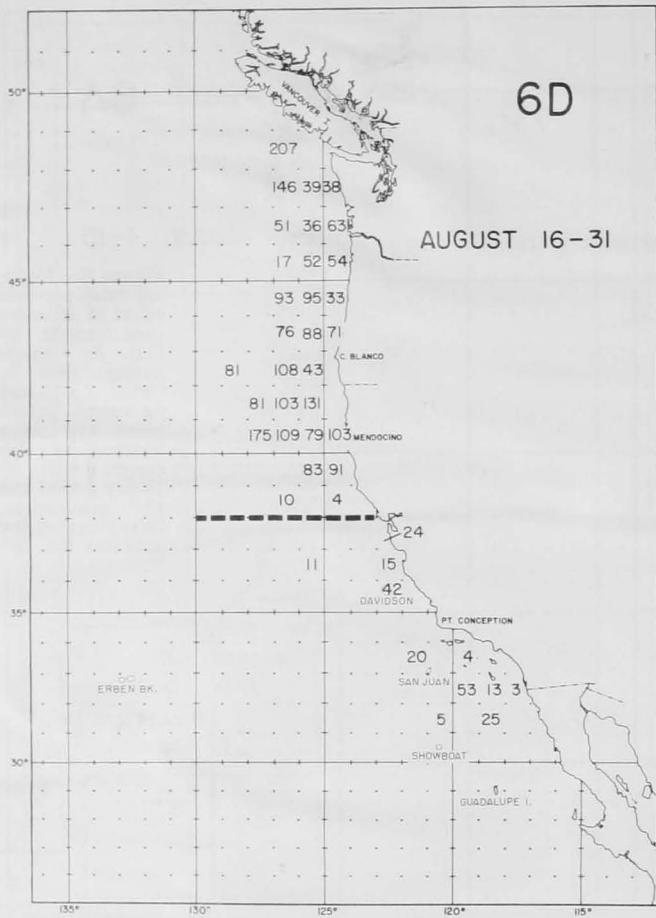 6D
50°
VANCOUVER
207
146 39 38
51 36 63
AUGUST 16-31
17 52 54
45°
93 95 33
76 88 71
C. BLANCO
81 108 43
81 103 131
175 109 79 103 MENDOCINO
40°
83 91
10 4
24
11 15
42
DAVIDSON
35°
PT. CONCEPTION
20 4
SAN JUAN
ERBEN BK.
53 13 3
5 25
SHOWBOAT
30°
GUADALUPE I.
135° 130° 125° 120° 115°